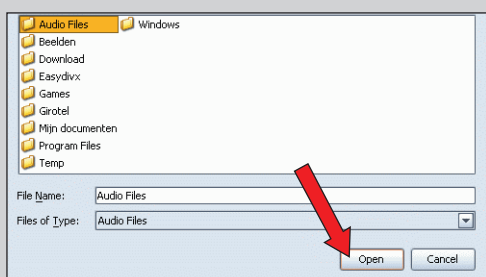 Audio Files Windows
Beelden
Download
Easydivx
Games
Girotel
Mijn documenten
Program Files
Temp
File Name: Audio Files
Files of Type: Audio Files
Open Cancel